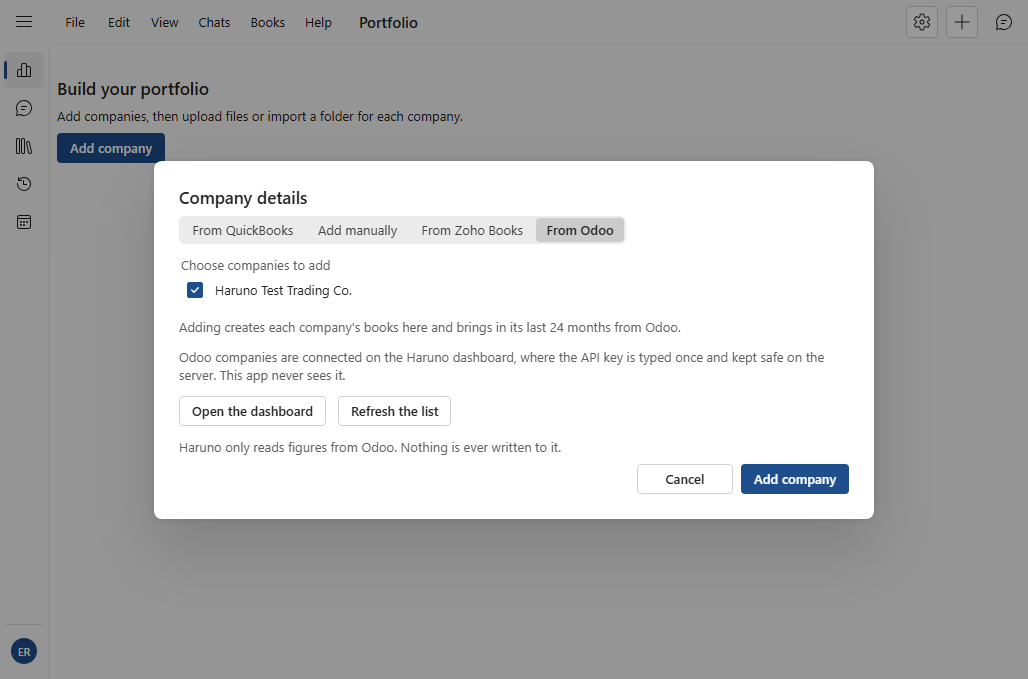 File Edit View Chats Books Help Portfolio
Build your portfolio
Add companies, then upload files or import a folder for each company.
Add company
Company details
From QuickBooks Add manually From Zoho Books From Odoo
Choose companies to add
Haruno Test Trading Co.
Adding creates each company's books here and brings in its last 24 months from Odoo.
Odoo companies are connected on the Haruno dashboard, where the API key is typed once and kept safe on the
server. This app never sees it.
Open the dashboard Refresh the list
Haruno only reads figures from Odoo. Nothing is ever written to it.
Cancel Add company
ER